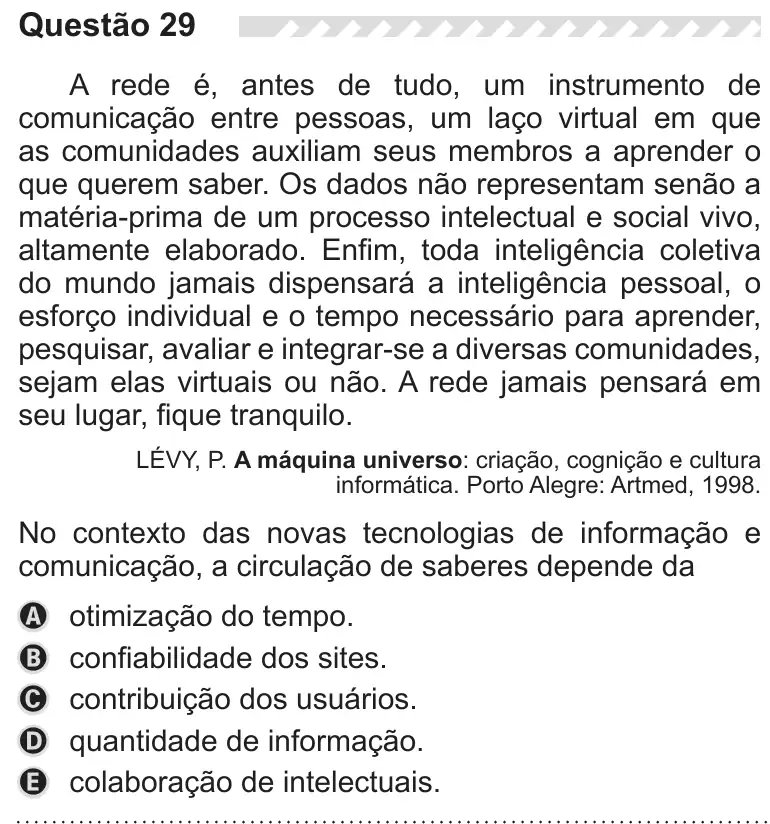 Questão 29
A rede é, antes de tudo, um instrumento de
comunicação entre pessoas, um laço virtual em que
as comunidades auxiliam seus membros a aprender o
que querem saber. Os dados não representam senão a
matéria-prima de um processo intelectual e social vivo,
altamente elaborado. Enfim, toda inteligência coletiva
do mundo jamais dispensará a inteligência pessoal, o
esforço individual e o tempo necessário para aprender,
pesquisar, avaliar e integrar-se a diversas comunidades,
sejam elas virtuais ou não. A rede jamais pensará em
seu lugar, fique tranquilo.
LÉVY, P. A máquina universo: criação, cognição e cultura
informática. Porto Alegre: Artmed, 1998.
No contexto das novas tecnologias de informação e
comunicação, a circulação de saberes depende da
A otimização do tempo.
B confiabilidade dos sites.
C contribuição dos usuários.
D quantidade de informação.
E colaboração de intelectuais.